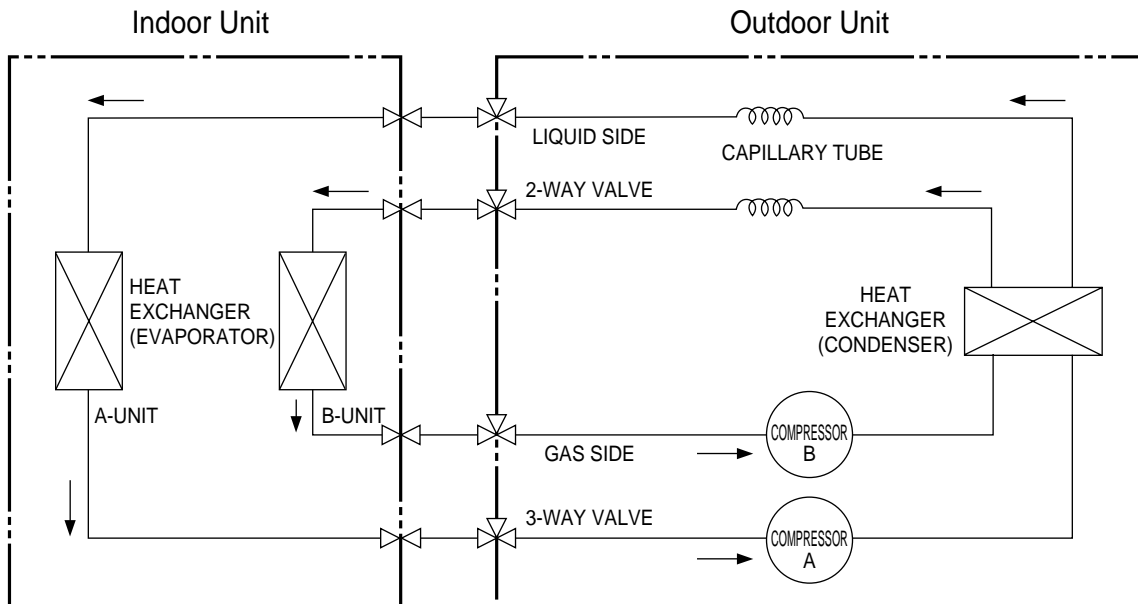 Indoor Unit
Outdoor Unit
LIQUID SIDE
CAPILLARY TUBE
2-WAY VALVE
HEAT
EXCHANGER
(EVAPORATOR)
HEAT
EXCHANGER
(CONDENSER)
A-UNIT
B-UNIT
GAS SIDE
COMPRESSOR
B
3-WAY VALVE
COMPRESSOR
A